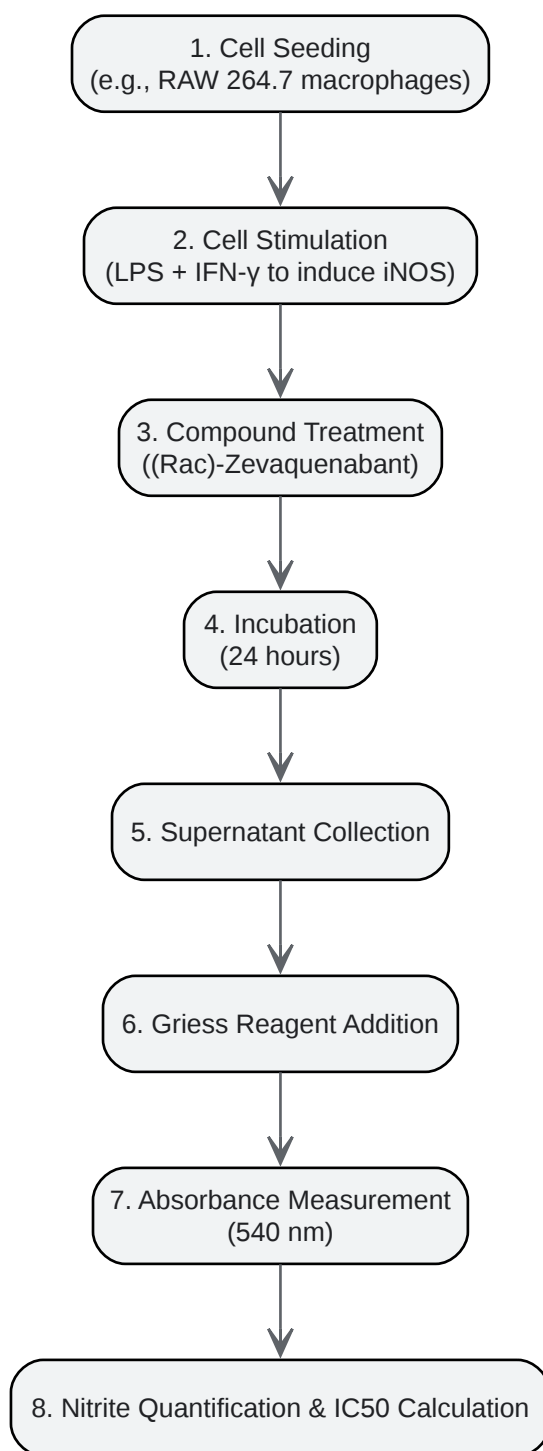 1. Cell Seeding
(e.g., RAW 264.7 macrophages)
2. Cell Stimulation
(LPS + IFN-γ to induce iNOS)
3. Compound Treatment
((Rac)-Zevaquenabant)
4. Incubation
(24 hours)
5. Supernatant Collection
6. Griess Reagent Addition
7. Absorbance Measurement
(540 nm)
8. Nitrite Quantification & IC50 Calculation